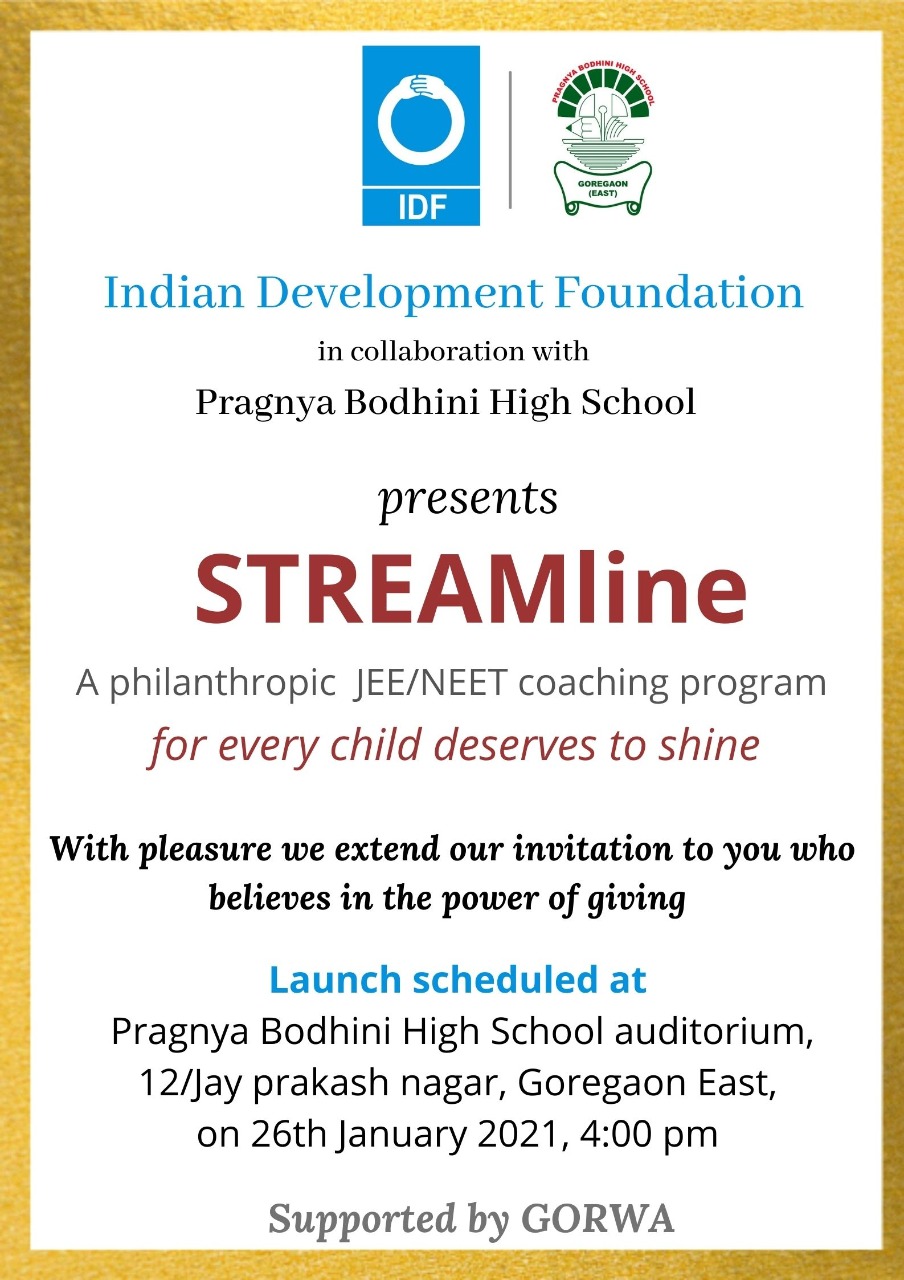 IDF
PRAGNYA BODHINI HIGH SCHOOL
GOREGAON
(EAST)
Indian Development Foundation
in collaboration with
Pragnya Bodhini High School
presents
STREAMline
A philanthropic JEE/NEET coaching program
for every child deserves to shine
With pleasure we extend our invitation to you who
believes in the power of giving
Launch scheduled at
Pragnya Bodhini High School auditorium,
12/Jay prakash nagar, Goregaon East,
on 26th January 2021, 4:00 pm
Supported by GORWA